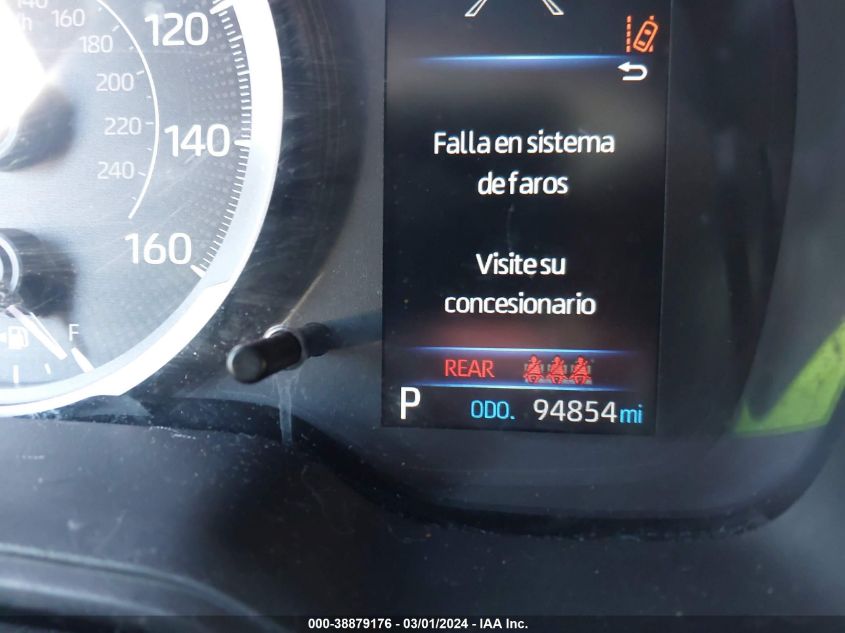 140
160
180
200
220
240
120
140
160
F
Falla en sistema
de faros
Visite su
concesionario
REAR
P ODO. 94854 mi
000-38879176 - 03/01/2024 - IAA Inc.